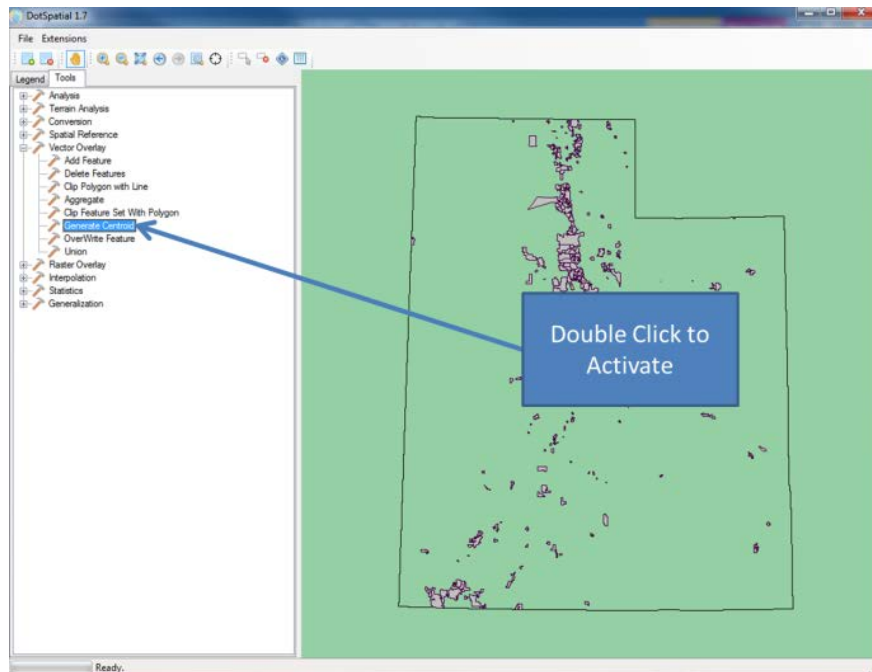 DotSpatial 1.7
File Extensions
Legend Tools
Analysis
Terrain Analysis
Conversion
Spatial Reference
Vector Overlay
Add Feature
Delete Features
Clip Polygon with Line
Aggregate
Clip Feature Set With Polygon
Generate Centroid
OverWrite Feature
Union
Raster Overlay
Interpolation
Statistics
Generalization
Double Click to
Activate
Ready.